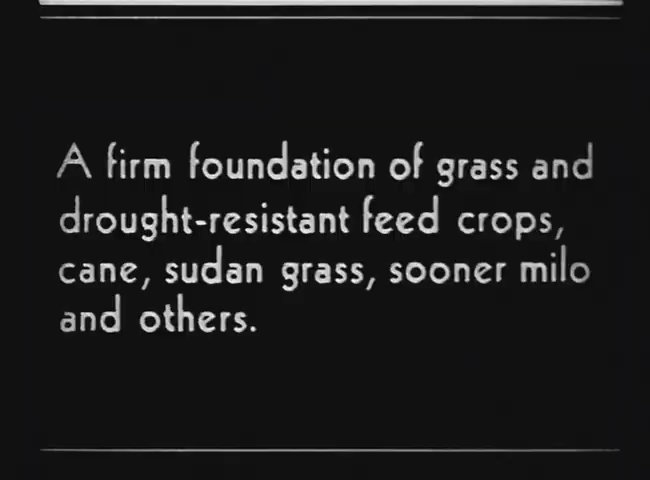 A firm foundation of grass and
drought-resistant feed crops,
cane, sudan grass, sooner milo
and others.